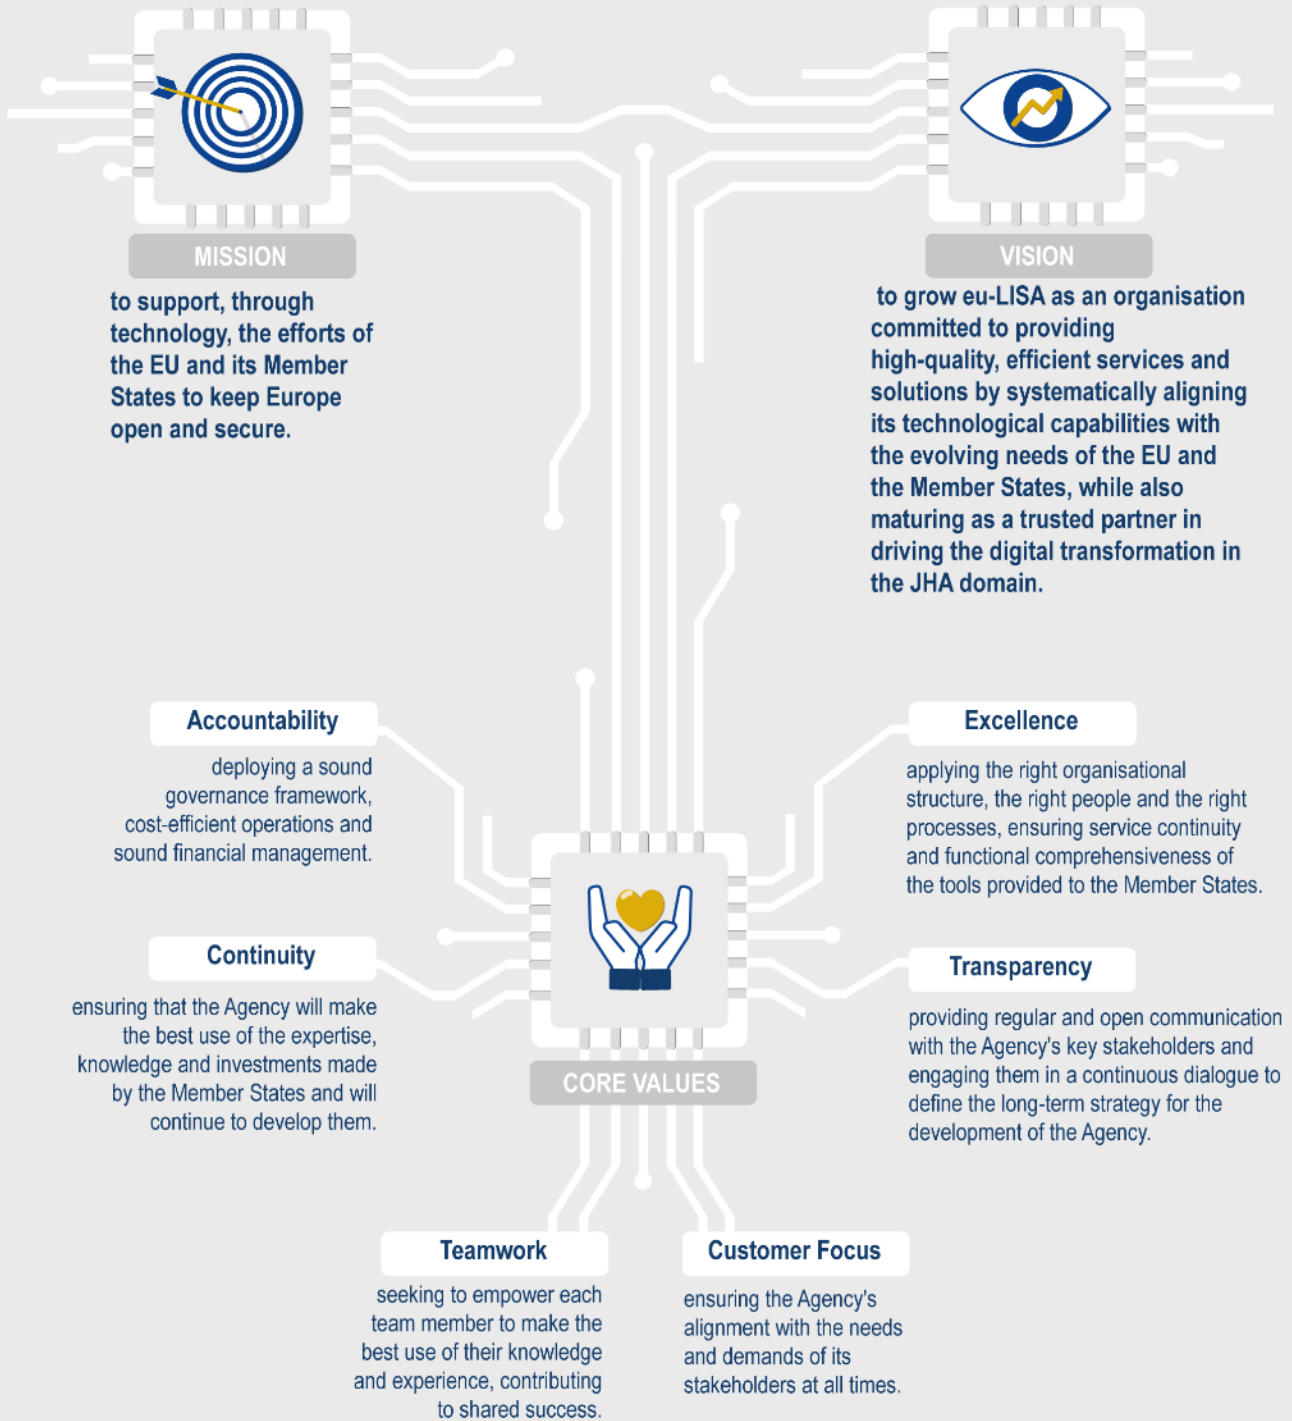 MISSION
to support, through
technology, the efforts of
the EU and its Member
States to keep Europe
open and secure.
VISION
to grow eu-LISA as an organisation
committed to providing
high-quality, efficient services and
solutions by systematically aligning
its technological capabilities with
the evolving needs of the EU and
the Member States, while also
maturing as a trusted partner in
driving the digital transformation in
the JHA domain.
Accountability
deploying a sound
governance framework,
cost-efficient operations and
sound financial management.
Excellence
applying the right organisational
structure, the right people and the right
processes, ensuring service continuity
and functional comprehensiveness of
the tools provided to the Member States.
Continuity
ensuring that the Agency will make
the best use of the expertise,
knowledge and investments made
by the Member States and will
continue to develop them.
Transparency
providing regular and open communication
with the Agency's key stakeholders and
engaging them in a continuous dialogue to
define the long-term strategy for the
development of the Agency.
CORE VALUES
Teamwork
seeking to empower each
team member to make the
best use of their knowledge
and experience, contributing
to shared success.
Customer Focus
ensuring the Agency's
alignment with the needs
and demands of its
stakeholders at all times.